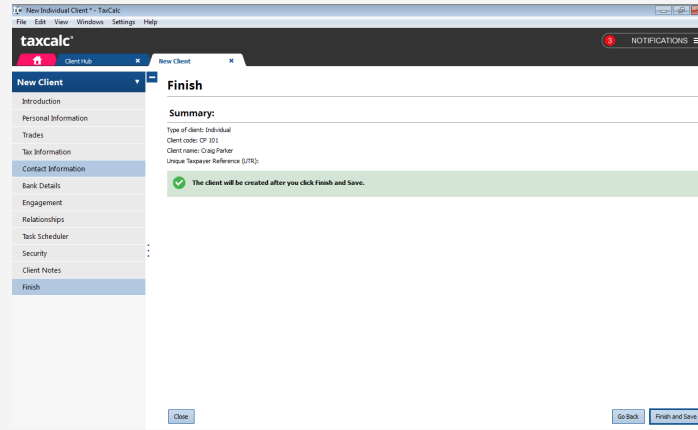 New Individual Client * - TaxCalc
File Edit View Windows Settings Help
taxcalc
3 NOTIFICATIONS
Client Hub × New Client ×
New Client
Introduction
Personal Information
Trades
Tax Information
Contact Information
Bank Details
Engagement
Relationships
Task Scheduler
Security
Client Notes
Finish
Finish
Summary:
Type of client: Individual
Client code: CP 101
Client name: Craig Parker
Unique Taxpayer Reference (UTR):
The client will be created after you click Finish and Save.
Close Go Back Finish and Save